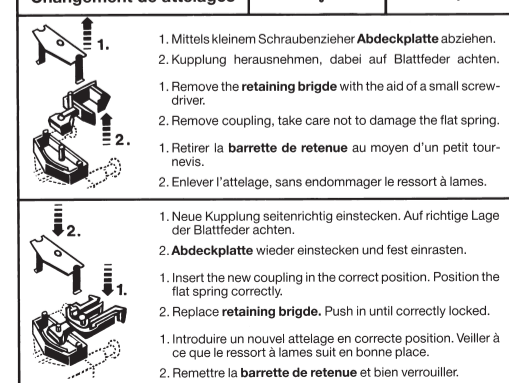 Changement de attelages
1.
2.
1. Mittels kleinem Schraubenzieher Abdeckplatte abziehen.
2. Kupplung herausnehmen, dabei auf Blattfeder achten.
1. Remove the retaining brigde with the aid of a small screw-
driver.
2. Remove coupling, take care not to damage the flat spring.
1. Retirer la barrette de retenue au moyen d'un petit tour-
nevis.
2. Enlever l'attelage, sans endommager le ressort à lames.
2.
1.
1. Neue Kupplung seitenrichtig einstecken. Auf richtige Lage
der Blattfeder achten.
2. Abdeckplatte wieder einstecken und fest einrasten.
1. Insert the new coupling in the correct position. Position the
flat spring correctly.
2. Replace retaining brigde. Push in until correctly locked.
1. Introduire un nouvel attelage en correcte position. Veiller à
ce que le ressort à lames suit en bonne place.
2. Remettre la barrette de retenue et bien verrouiller.